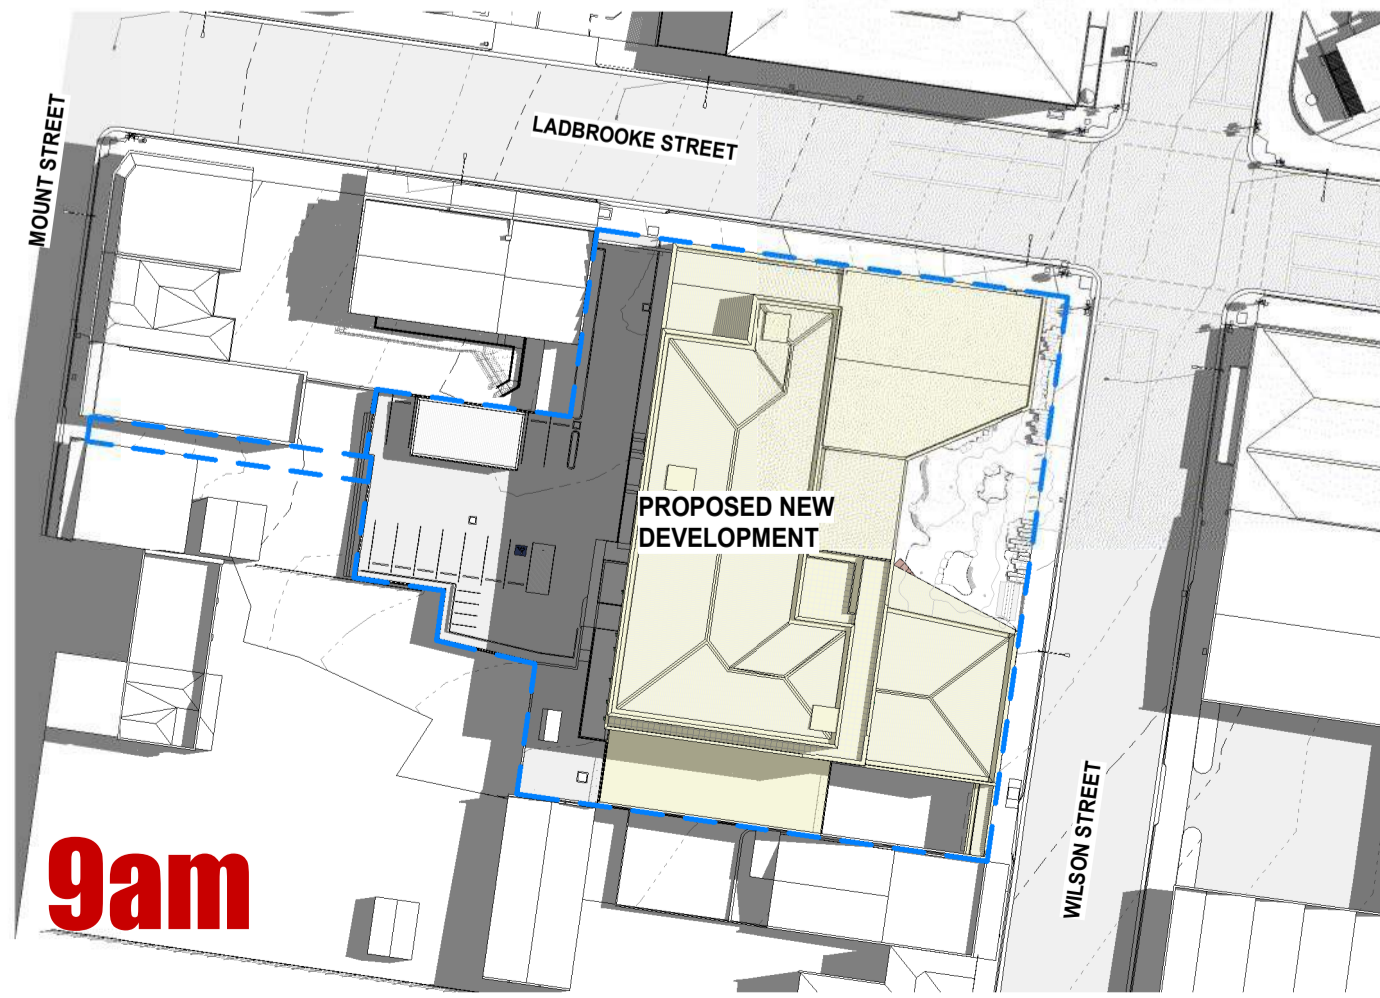 MOUNT STREET
LADBROOKE STREET
PROPOSED NEW
DEVELOPMENT
WILSON STREET
9am